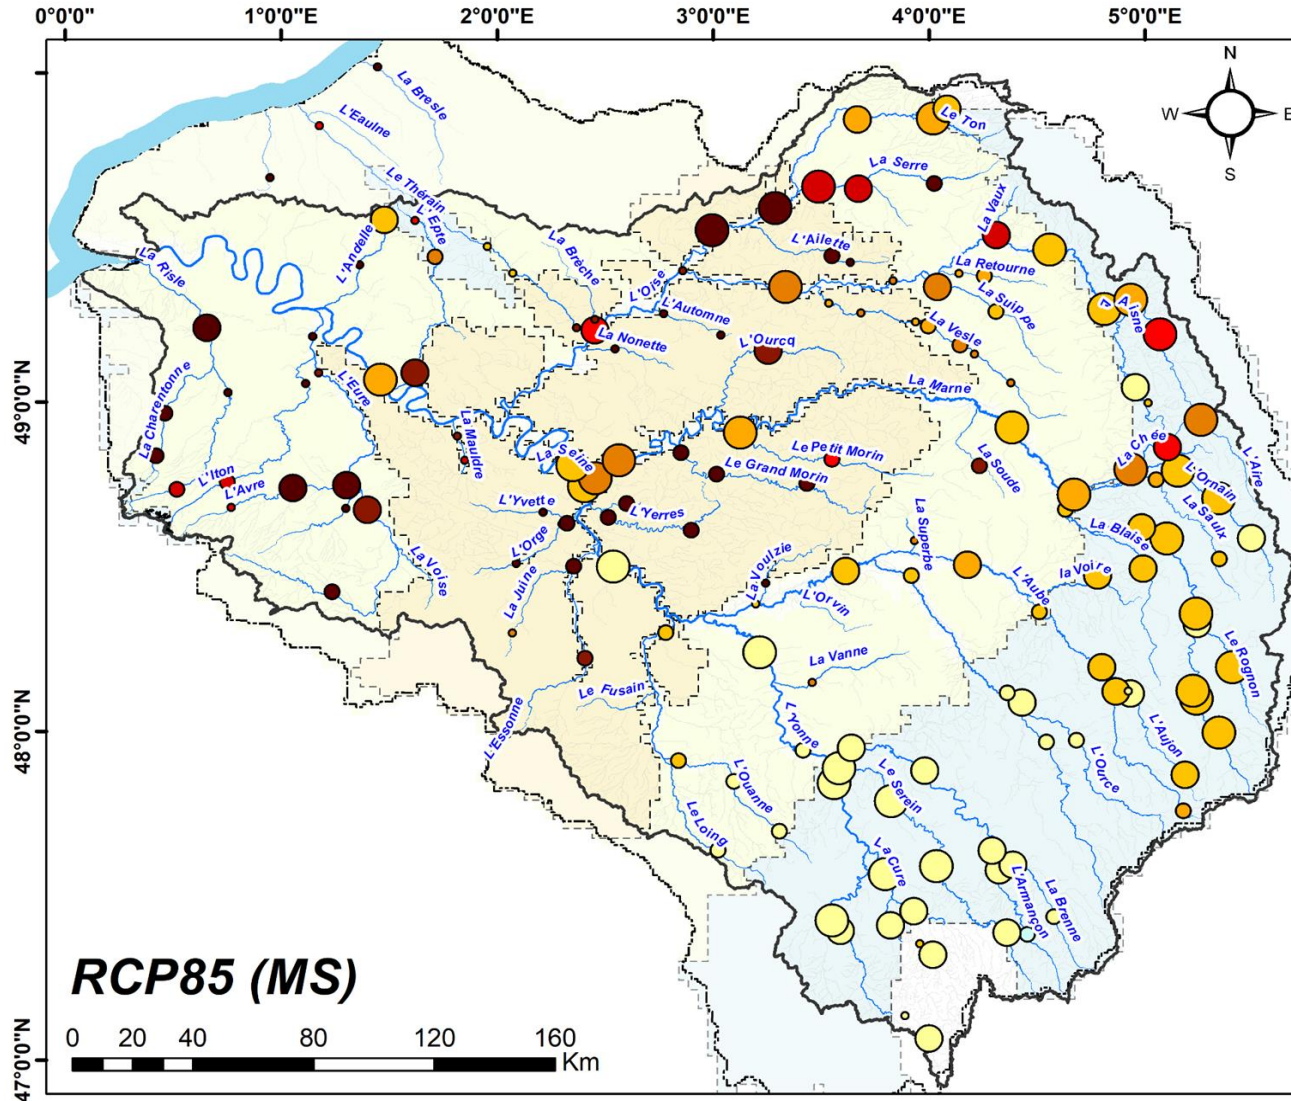 0°0'0"E
1°0'0"E
2°0'0"E
3°0'0"E
4°0'0"E
5°0'0"E
N
W
E
S
La Bresle
L'Eaulne
Le Ton
La Serre
Le Thérain
L'Epte
La Vaux
L'Andelle
La Brèche
L'Ailette
La Risle
L'Oise
La Retourne
L'Automne
La Suippe
L'Aisne
La Vesle
La Nonette
L'Ourcq
49°0'0"N
La Charentonne
L'Eure
La Marne
La Mauldre
La Seine
Le Petit Morin
La Chée
L'Iton
L'Avre
Le Grand Morin
La Soude
L'Ornain
L'Aire
L'Yvette
L'Yerres
La Saulx
L'Orge
La Superbe
La Blaise
La Voise
La Juine
La Voulzie
L'Orvin
L'Aube
la Voire
Le Rognon
La Vanne
Le Fusain
48°0'0"N
L'Essonne
L'Yonne
L'Aujon
L'Ource
L'Ouanne
Le Serein
Le Loing
La Cure
L'Armançon
La Brenne
RCP85 (MS)
0 20 40 80 120 160
Km
47°0'0"N